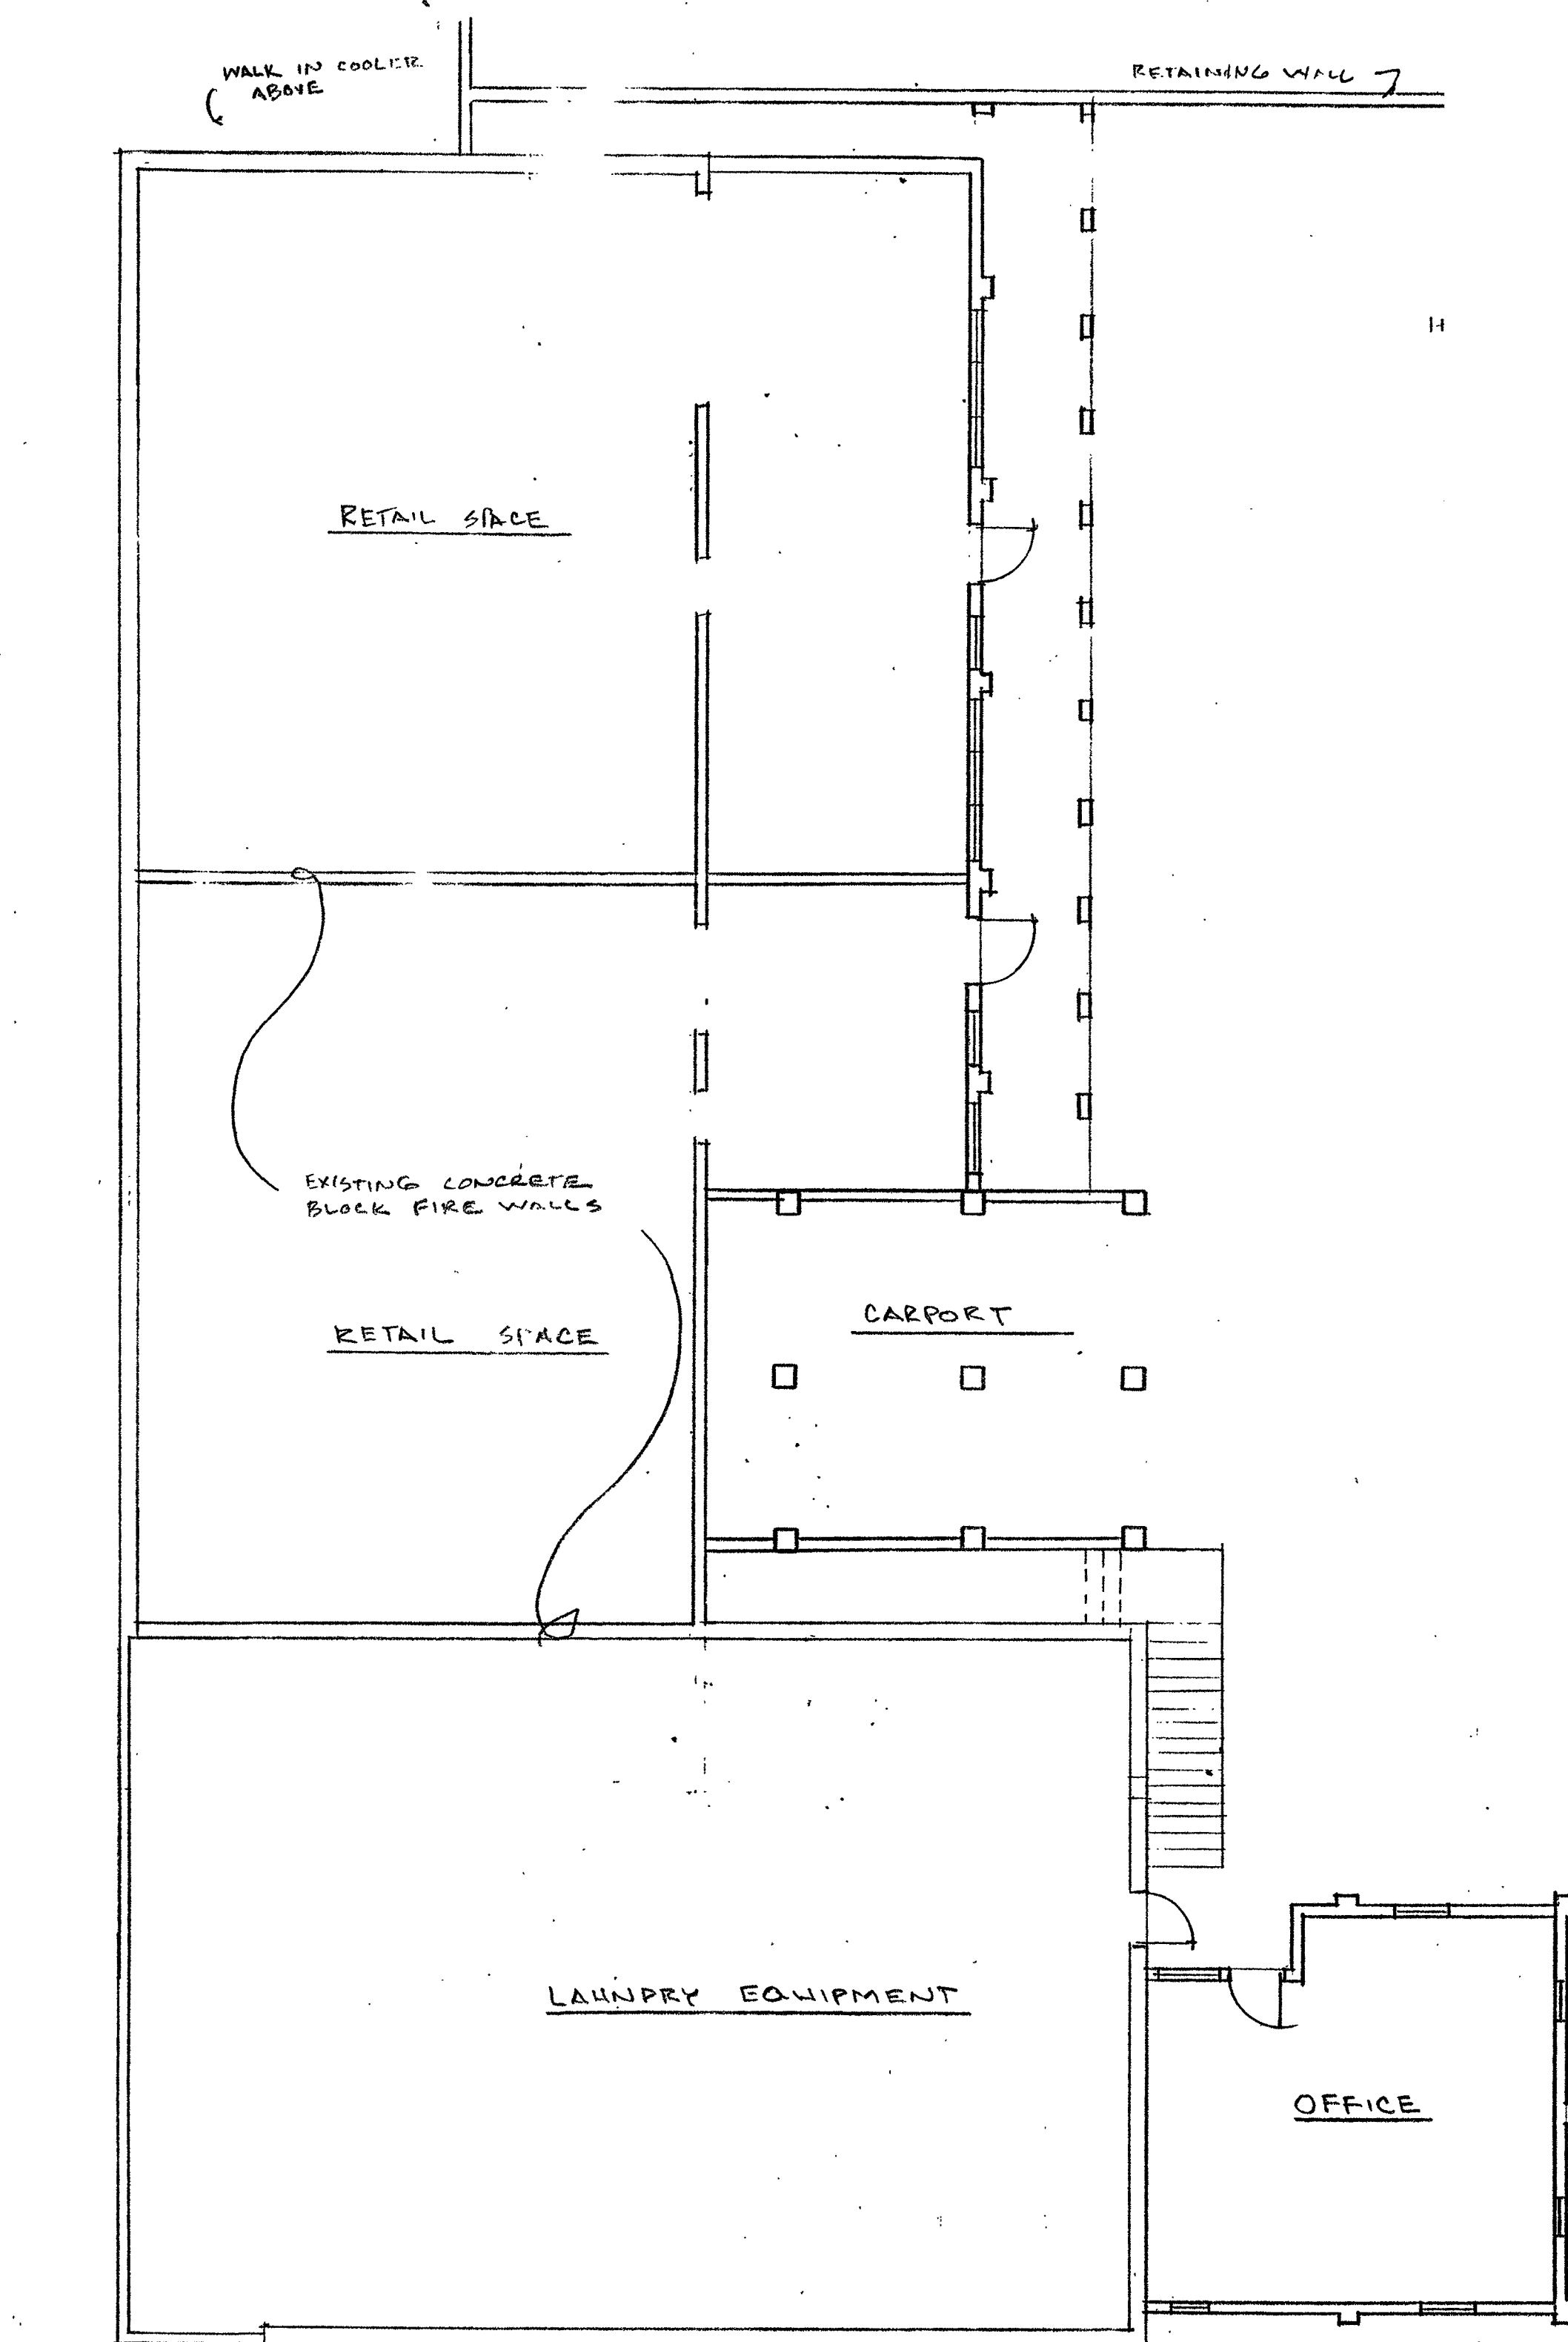 WALK IN COOLER
ABOVE
RETAINING WALL
RETAIL SPACE
EXISTING CONCRETE
BLOCK FIRE WALLS
RETAIL SPACE
CARPORT
LAUNDRY EQUIPMENT
OFFICE